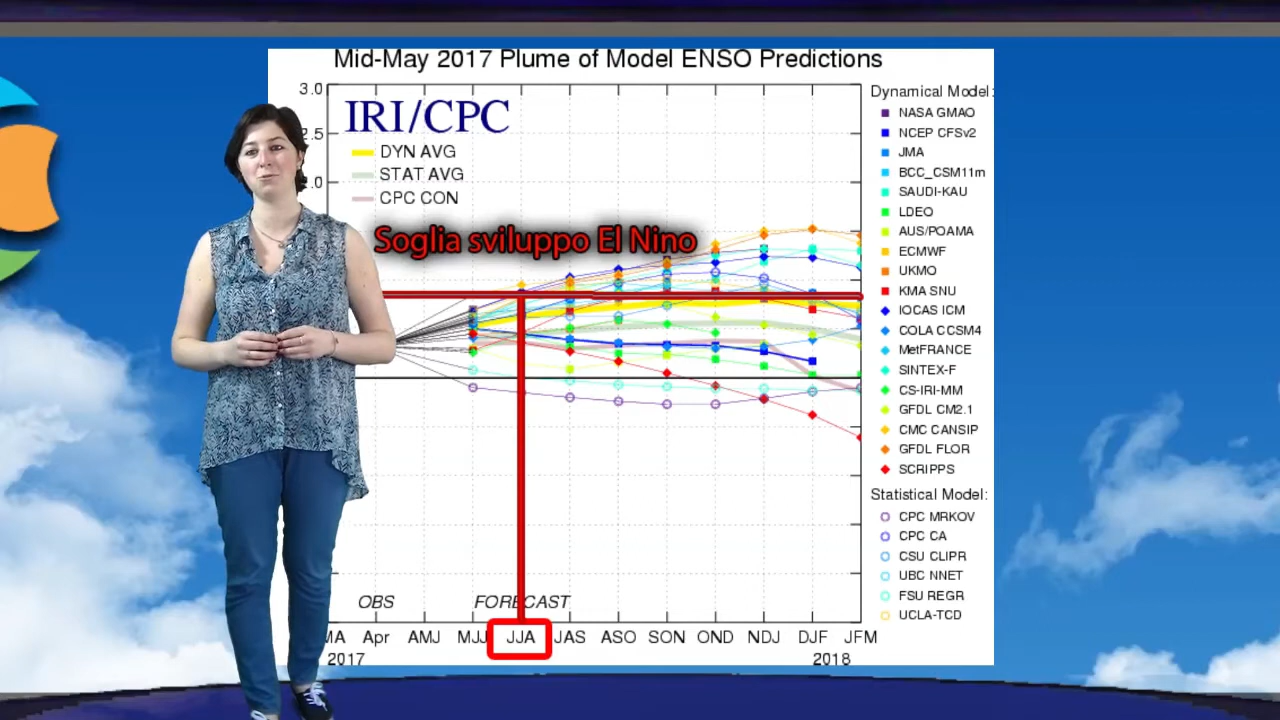 Mid-May 2017 Plume of Model ENSO Predictions
3.0
IRI/CPC
2.5
DYN AVG
.0
STAT AVG
CPC CON
Soglia sviluppo El Nino
OBS
FORECAST
MA Apr AMJ MJJ JJA JAS ASO SON OND NDJ DJF JFM
2017
2018
Dynamical Model:
NASA GMAO
NCEP CFSv2
JMA
BCC_CSM11m
SAUDI-KAU
LDEO
AUS/POAMA
ECMWF
UKMO
KMA SNU
IOCAS ICM
COLA CCSM4
MetFRANCE
SINTEX-F
CS-IRI-MM
GFDL CM2.1
CMC CANSIP
GFDL FLOR
SCRIPPS
Statistical Model:
CPC MRKOV
CPC CA
CSU CLIPR
UBC NNET
FSU REGR
UCLA-TCD